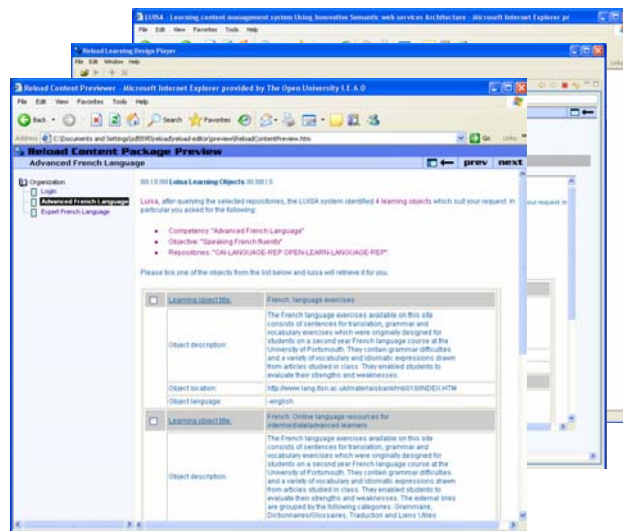 LUISA - Learning content management system Using Innovative Semantic web services Architecture - Microsoft Internet Explorer pr
File Edit View Favorites Tools Help
Reload Learning Design Player
File Edit Window Help
Reload Content Previewer - Microsoft Internet Explorer provided by The Open University I.E.6.0
File Edit View Favorites Tools Help
Back Search Favorites
Address Go Links
Reload Content Package Preview
Advanced French Language prev next
Organization
Login
Advanced French Language
Expert French Language
Luisa Learning Objects
Luisa, after querying the selected repositories, the LUISA system identified 4 learning objects which suit your request. In
particular you asked for the following:
Competency: "Advanced French Language"
Objective: "Speaking French fluently"
Repositories: "OAI-LANGUAGE-REP OPEN-LEARN-LANGUAGE-REP".
Please tick one of the objects from the list below and luisa will retrieve it for you.
Learning object title: French: language exercises
Object description:
The French language exercises available on this site
consists of sentences for translation, grammar and
vocabulary exercises which were originally designed for
students on a second year French language course at the
University of Portsmouth. They contain grammar difficulties
and a variety of vocabulary and idiomatic expressions drawn
from articles studied in class. They enabled students to
evaluate their strengths and weaknesses.
Object location:
Object language: -english
Learning object title: French: Online language resources for
intermediate/advanced learners
Object description:
The French language exercises available on this site
consists of sentences for translation, grammar and
vocabulary exercises which were originally designed for
students on a second year French language course at the
University of Portsmouth. They contain grammar difficulties
and a variety of vocabulary and idiomatic expressions drawn
from articles studied in class. They enabled students to
evaluate their strengths and weaknesses. The external links
are grouped by the following categories: Grammaire,
Dictionnaires/Glossaires, Traduction and Liens Utiles